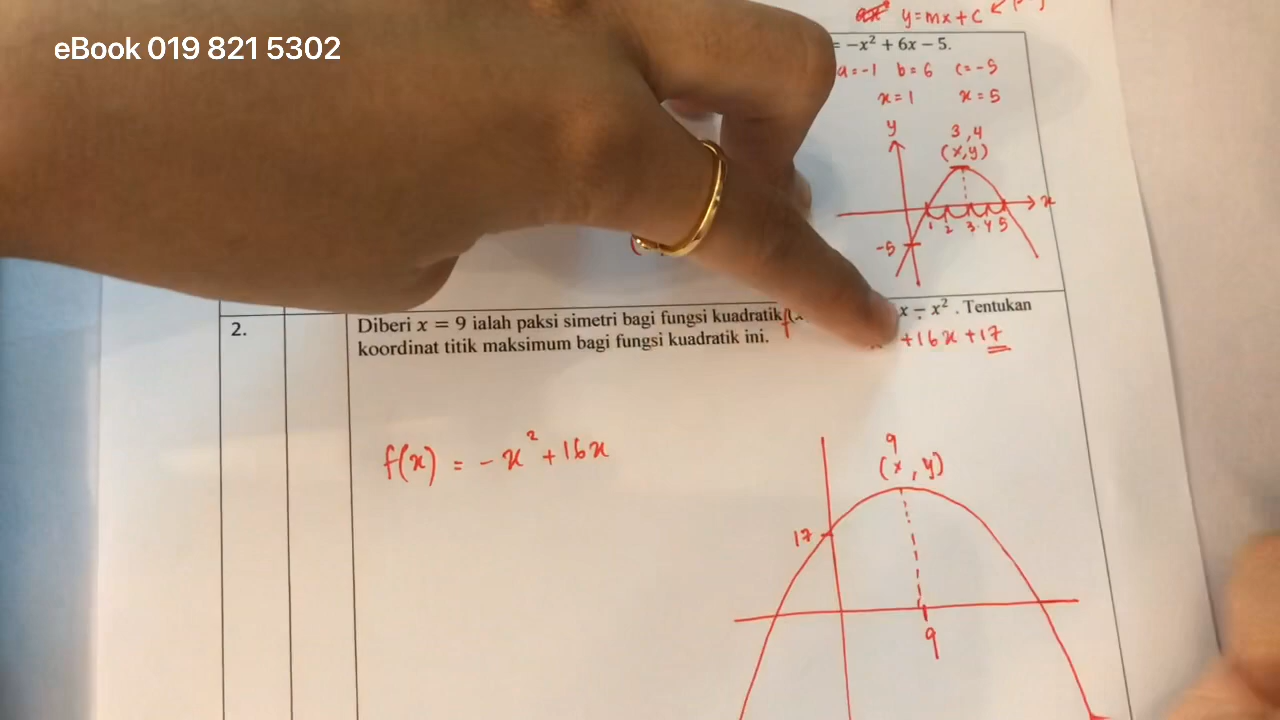 eBook 019 821 5302
y = mx + c
= −x² + 6x − 5.
a = -1 b = 6 c = -5
x = 1 x = 5
y
3 , 4
(x, y)
x
1 2 3 4 5
-5
2.
Diberi x = 9 ialah paksi simetri bagi fungsi kuadratik x − x² . Tentukan
koordinat titik maksimum bagi fungsi kuadratik ini.
+ 16x + 17
f(x) = - x² + 16x
9
(x , y)
17
9